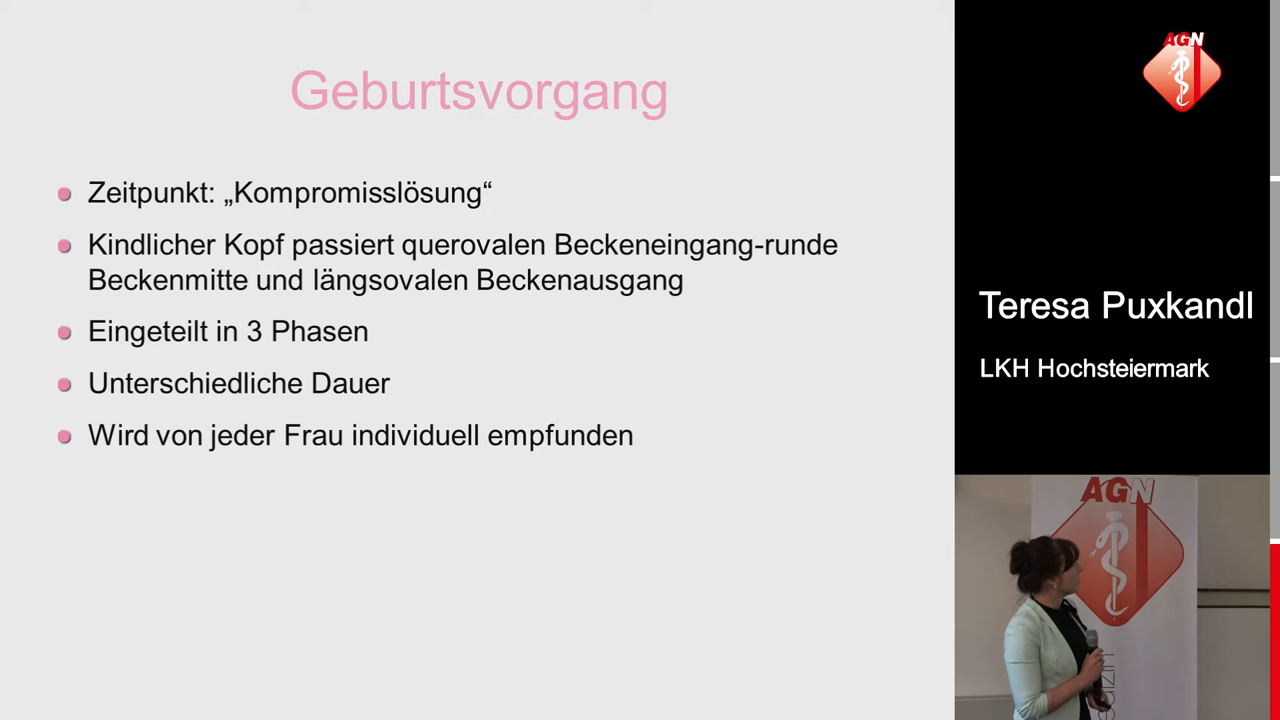 Geburtsvorgang
Zeitpunkt: „Kompromisslösung“
Kindlicher Kopf passiert querovalen Beckeneingang-runde
Beckenmitte und längsovalen Beckenausgang
Eingeteilt in 3 Phasen
Unterschiedliche Dauer
Wird von jeder Frau individuell empfunden
AGN
Teresa Puxkandl
LKH Hochsteiermark
AGN